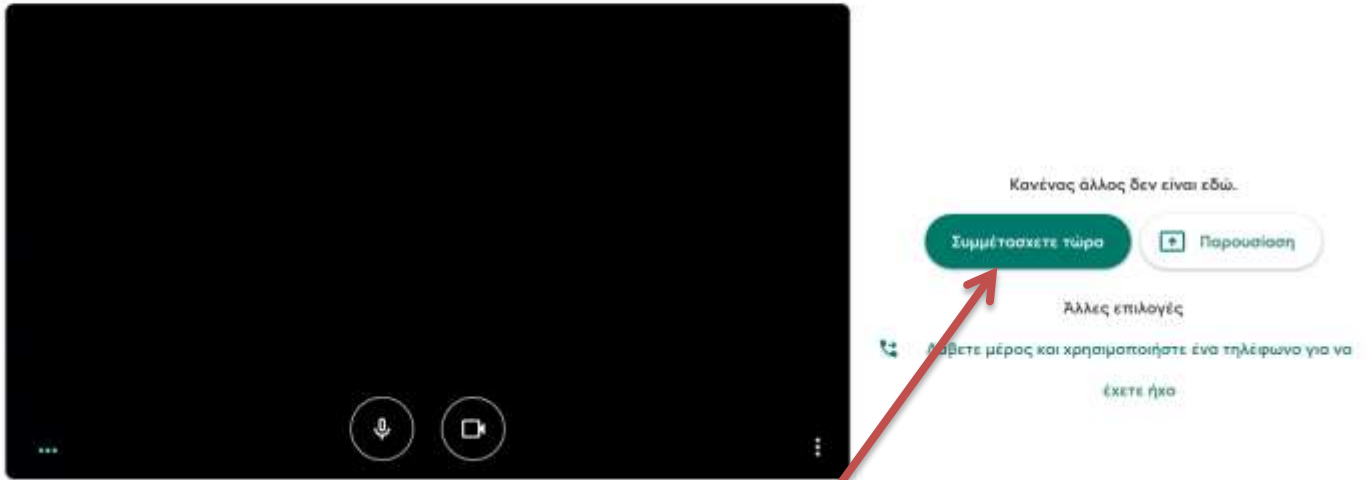 Κανένας άλλος δεν είναι εδώ.
Συμμετάσχετε τώρα
Παρουσίαση
Άλλες επιλογές
Λάβετε μέρος και χρησιμοποιήστε ένα τηλέφωνο για να
έχετε ήχο